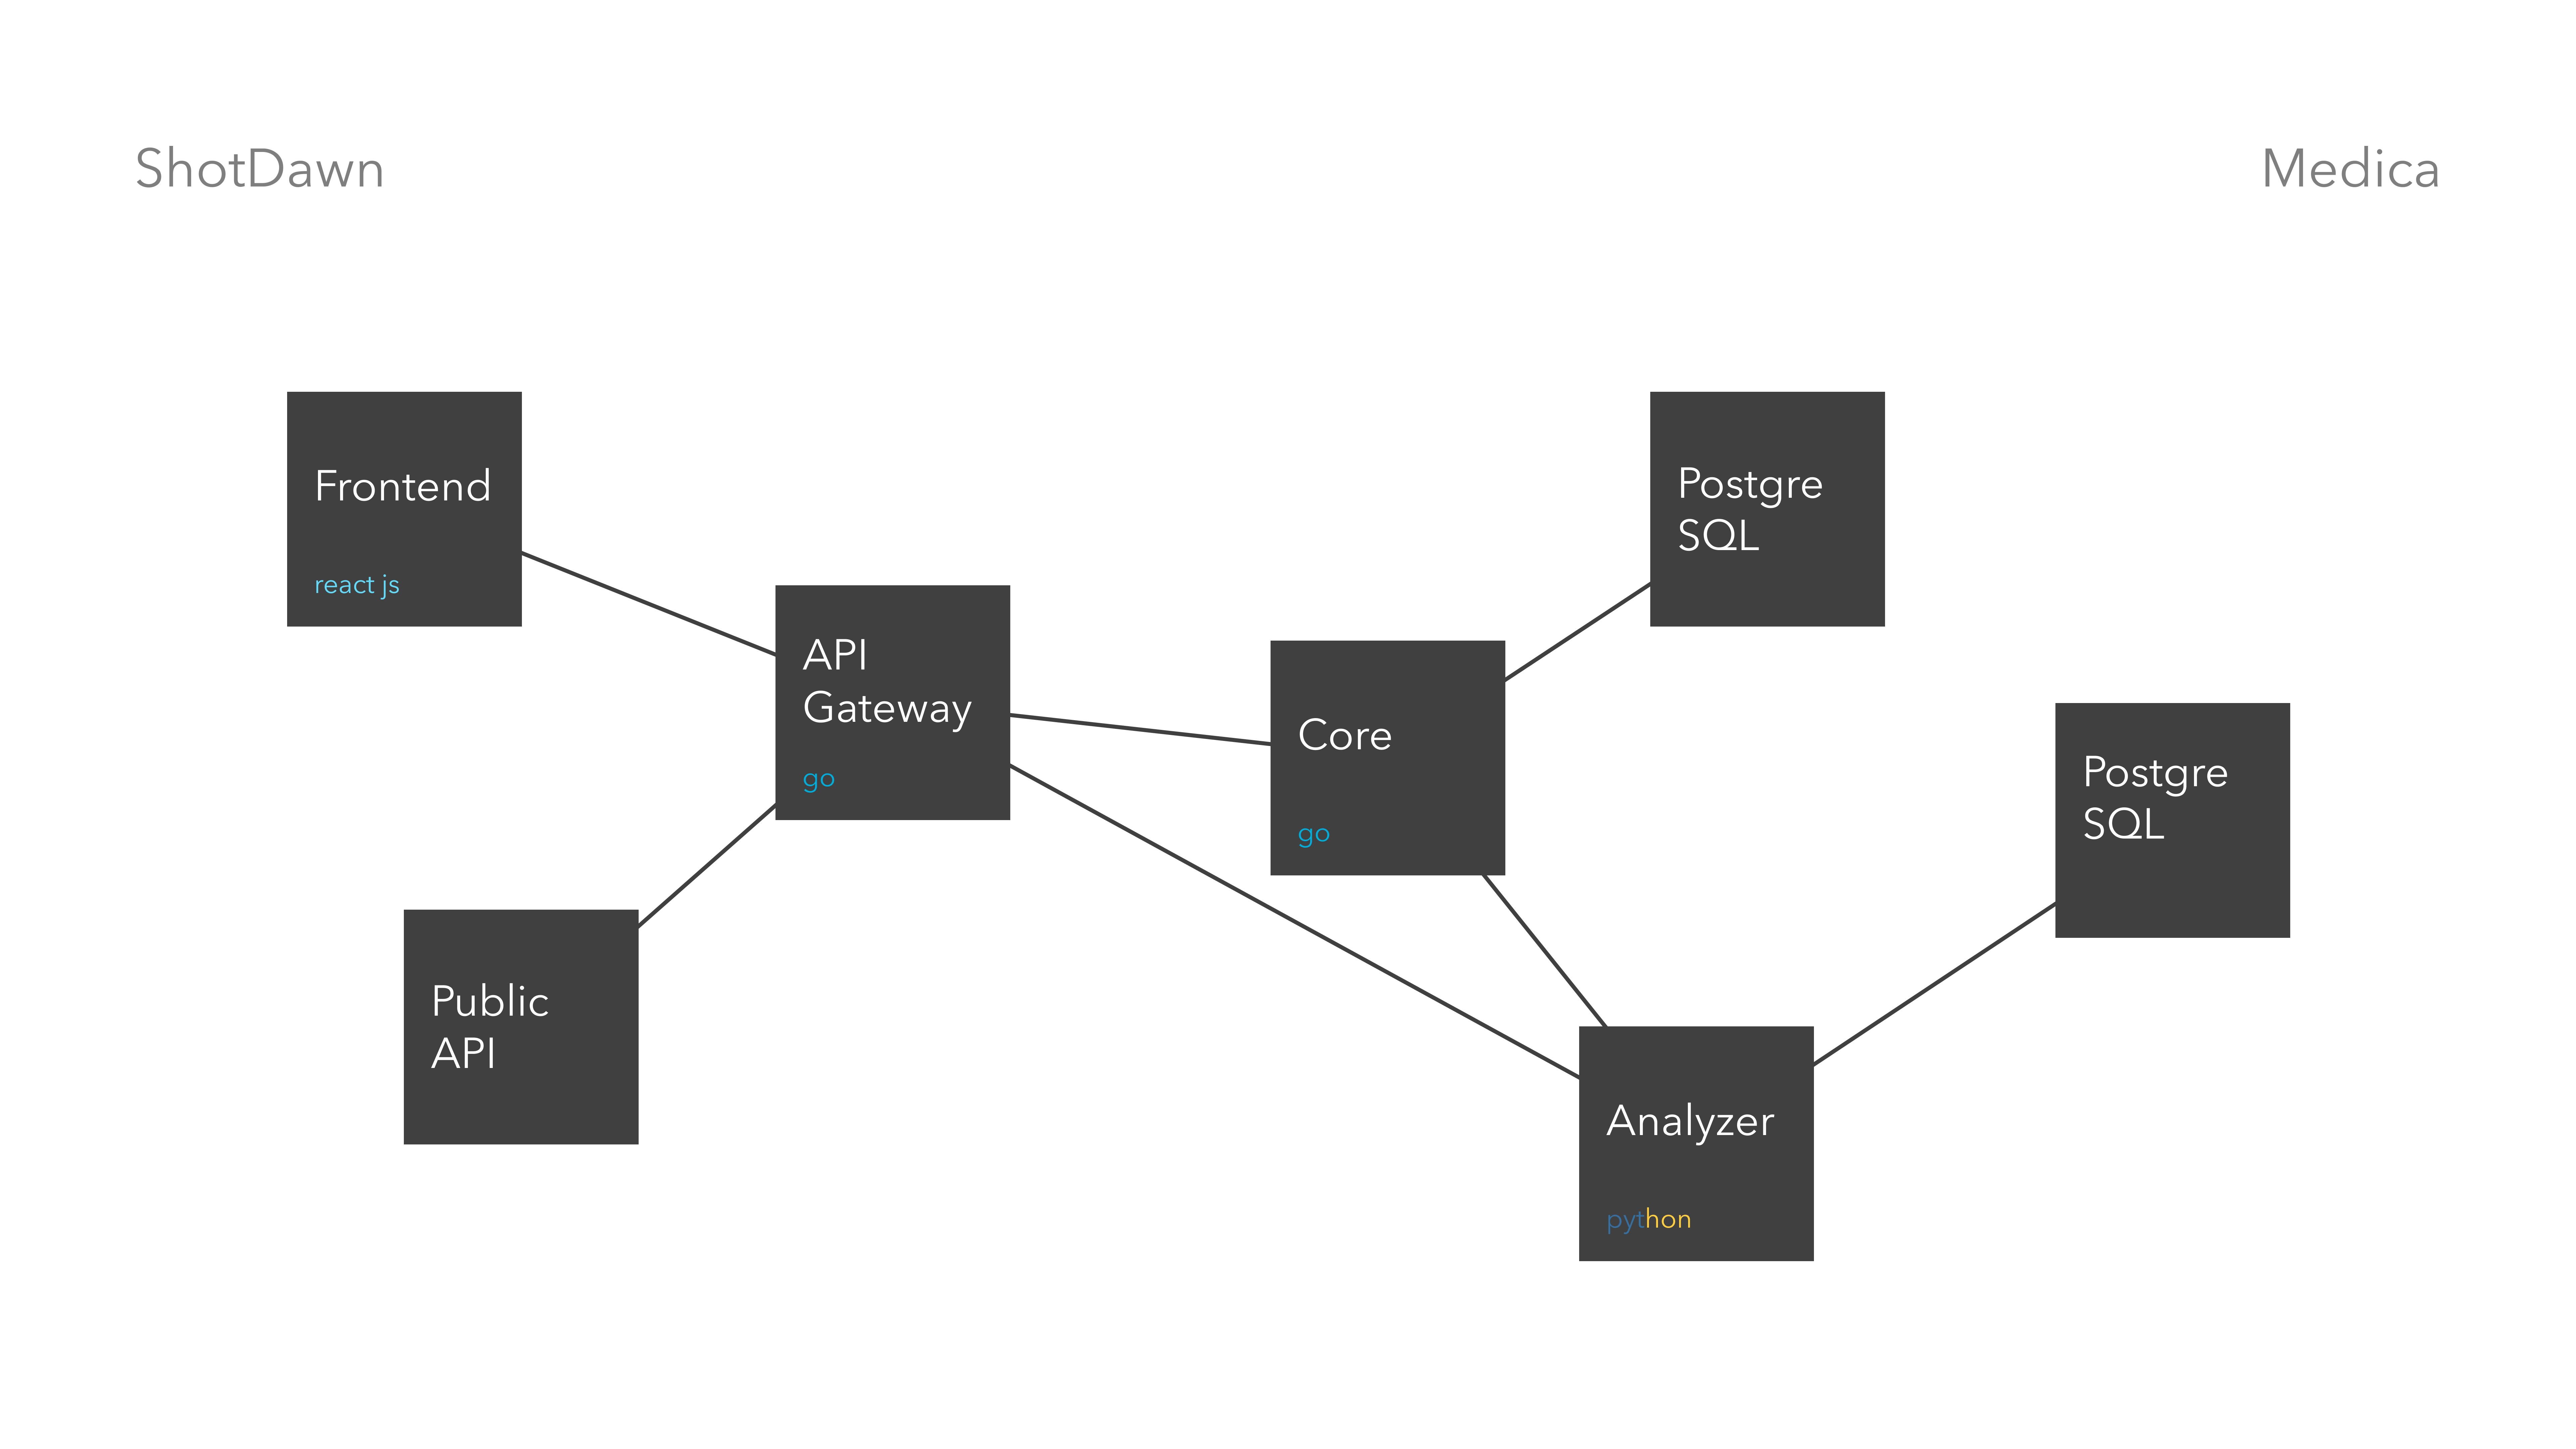 ShotDawn
Medica
Frontend
react js
API
Gateway
go
Public
API
Core
go
Postgre
SQL
Analyzer
python
Postgre
SQL